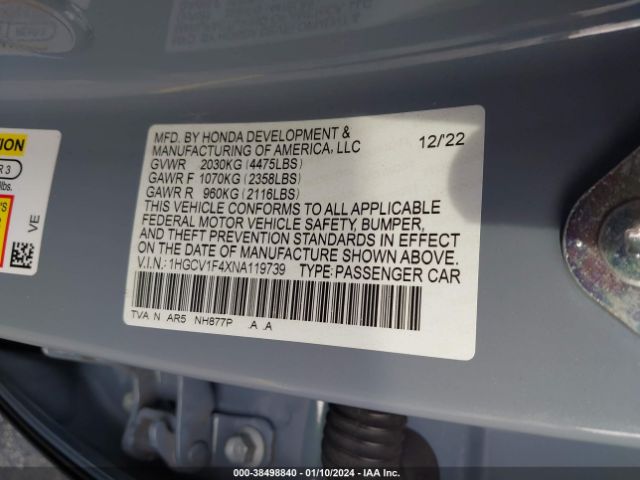 MFD. BY HONDA DEVELOPMENT &
MANUFACTURING OF AMERICA, LLC
12/'22
GVWR 2030KG (4475LBS)
GAWR F 1070KG (2358LBS)
GAWR R 960KG (2116LBS)
THIS VEHICLE CONFORMS TO ALL APPLICABLE
FEDERAL MOTOR VEHICLE SAFETY, BUMPER,
AND THEFT PREVENTION STANDARDS IN EFFECT
ON THE DATE OF MANUFACTURE SHOWN ABOVE.
V.I.N.: 1HGCV1F4XNA119739 TYPE: PASSENGER CAR
TVA N AR5 NH877P .A .A
TION
R 3
'S
VE
000-38498840 — 01/10/2024 — IAA Inc.